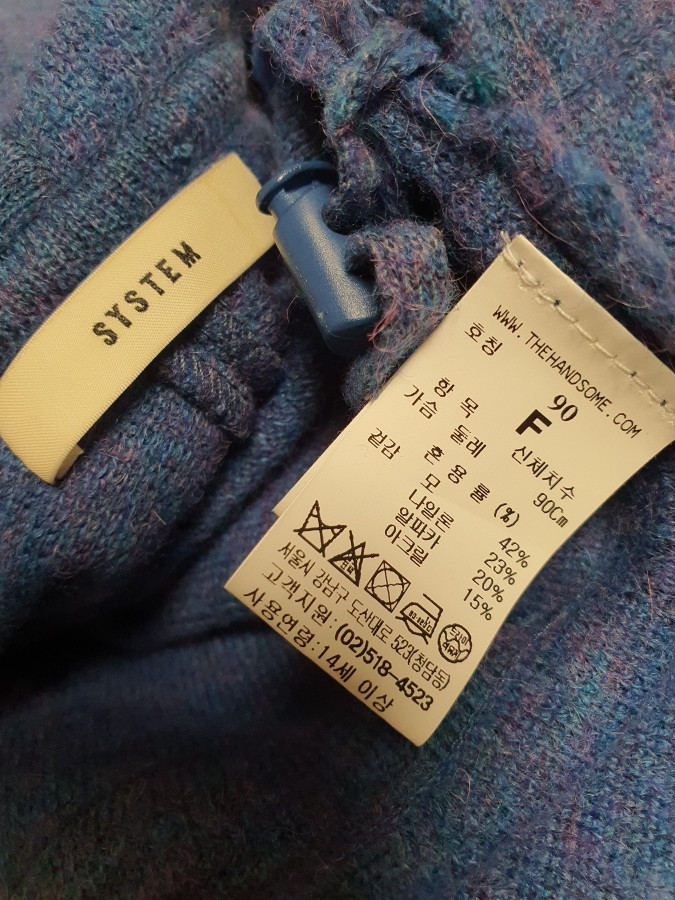 SYSTEM
WWW.THEHANDSOME.COM
호칭 90
F
항목 신체치수
가슴 둘레 90Cm
겉감 혼용률(%)
모 42%
나일론 23%
알파카 20%
아크릴 15%
서울시 강남구 도산대로 523(청담동)
고객지원: (02)518-4523
사용연령:14세 이상